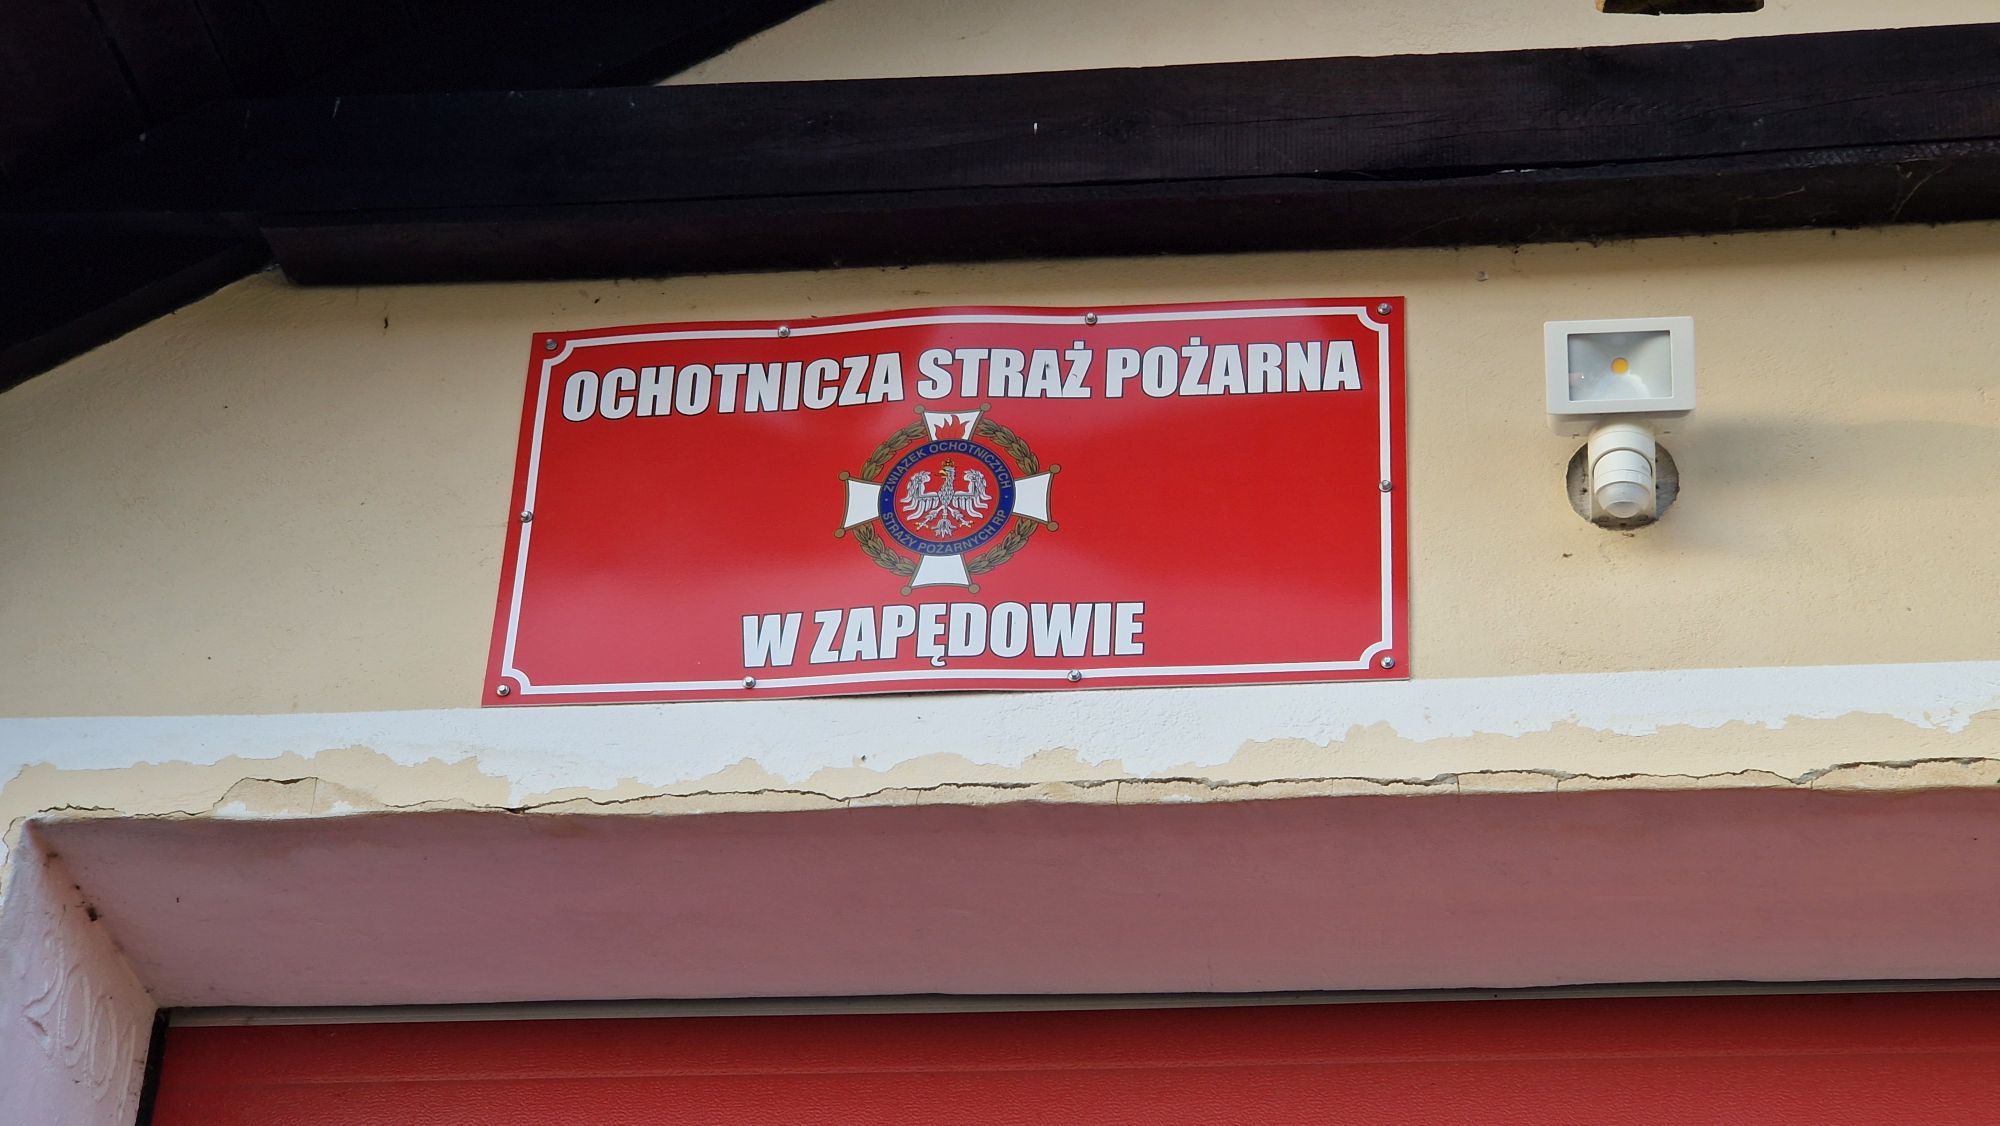 OCHOTNICZA STRAŻ POŻARNA
· ZWIĄZEK OCHOTNICZYCH ·
STRAŻY POŻARNYCH RP
W ZAPĘDOWIE